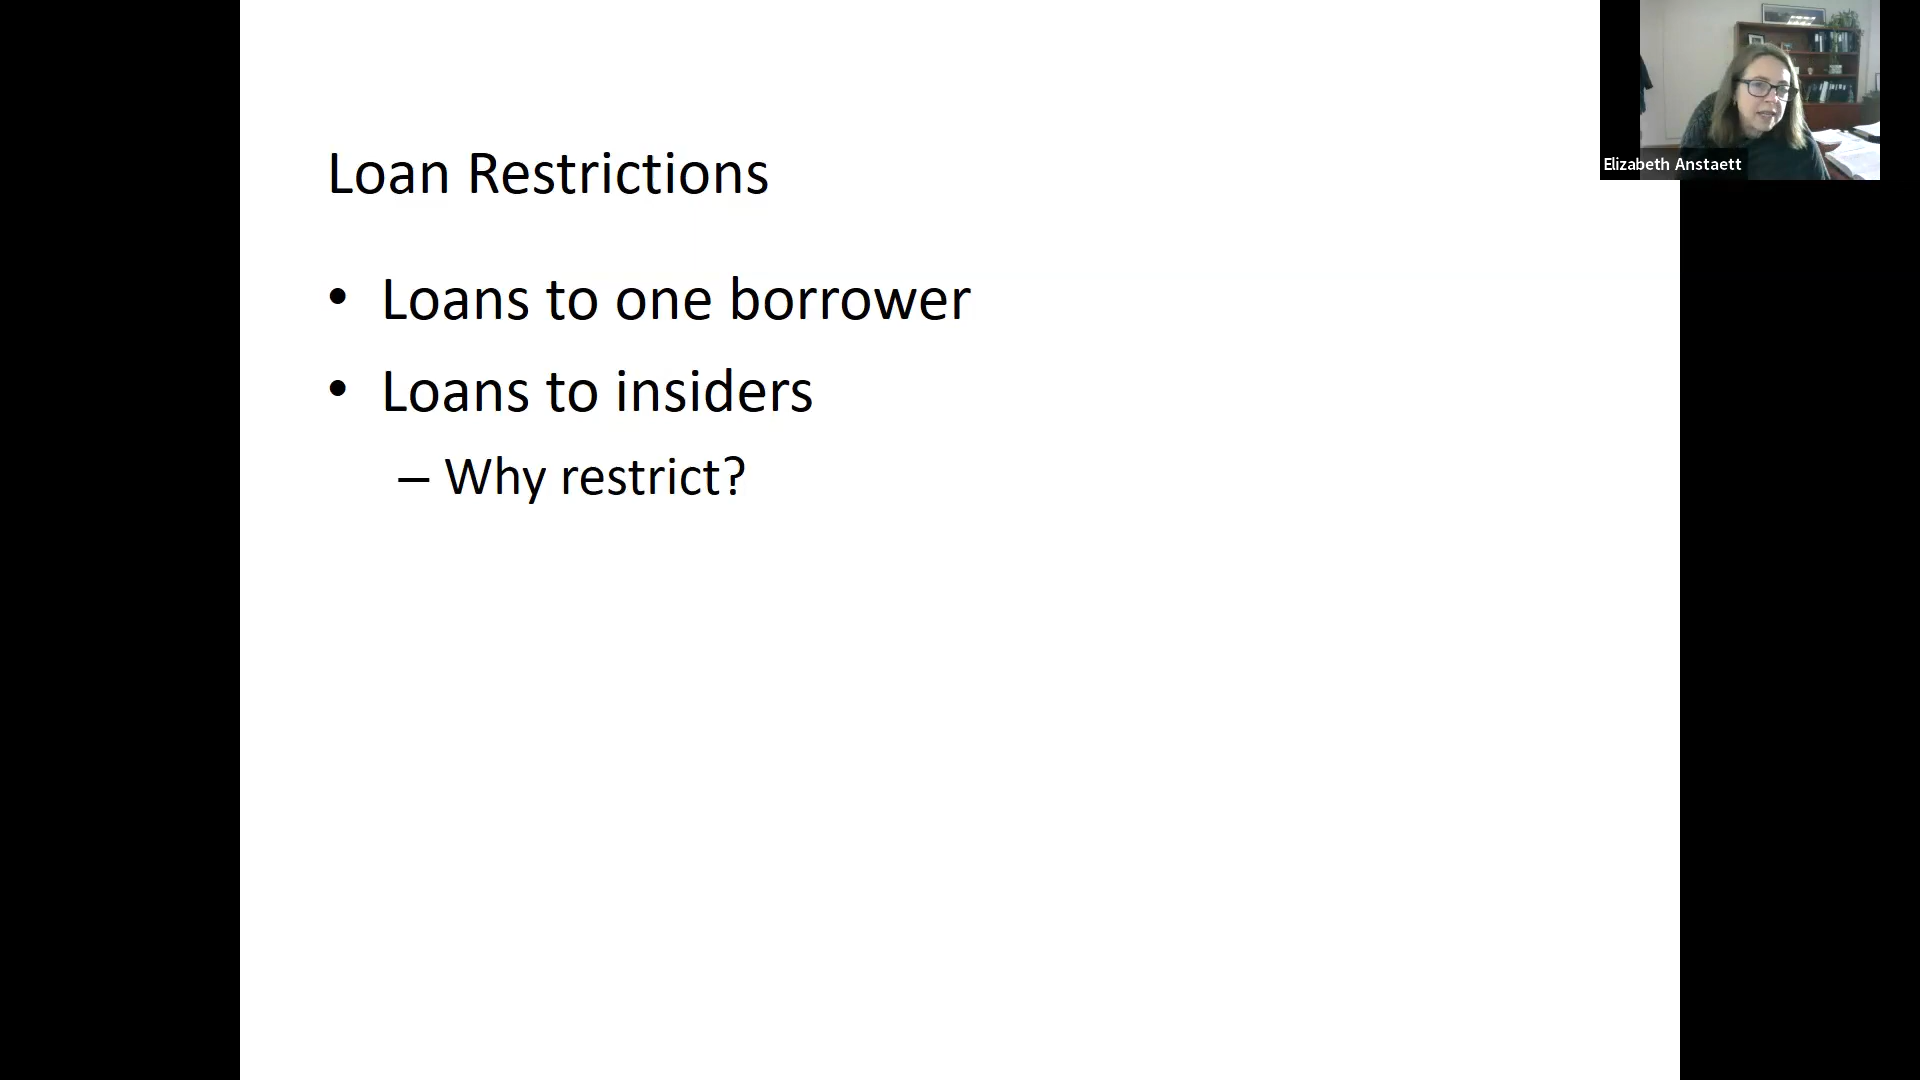 Loan Restrictions
• Loans to one borrower
• Loans to insiders
– Why restrict?
Elizabeth Anstaett